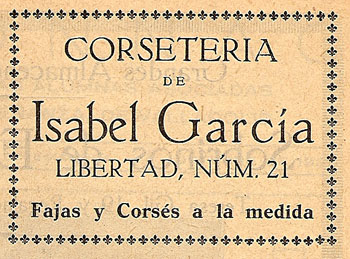 CORSETERIA
DE
Isabel García
LIBERTAD, NÚM. 21
Fajas y Corsés a la medida